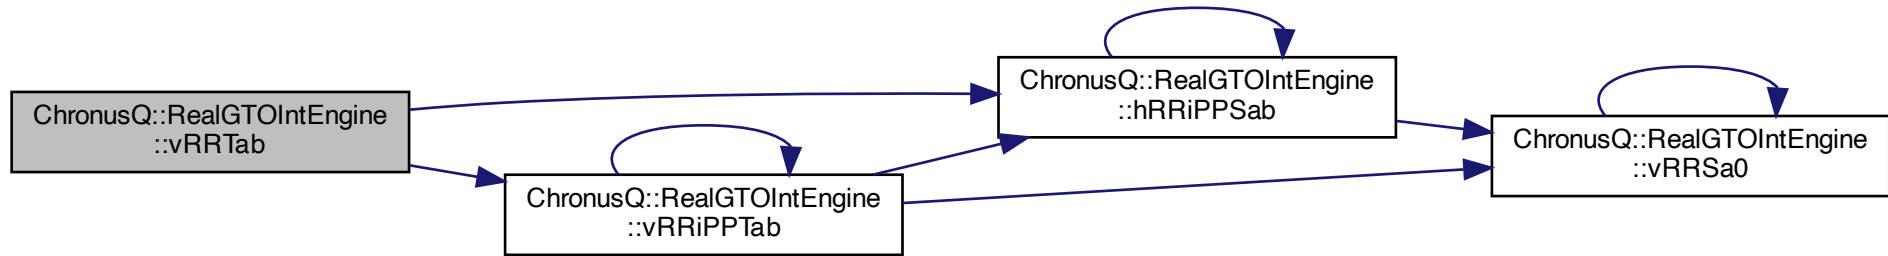 ChronusQ::RealGTOIntEngine
::vRRTab
ChronusQ::RealGTOIntEngine
::vRRiPPTab
ChronusQ::RealGTOIntEngine
::hRRiPPSab
ChronusQ::RealGTOIntEngine
::vRRSa0